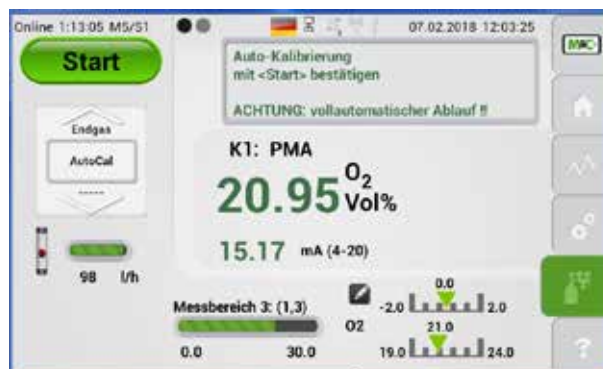 Online 1:13:05 M5/S1
07.02.2018 12:03:25
Start
Auto-Kalibrierung
mit <Start> bestätigen
ACHTUNG: vollautomatischer Ablauf !!
Endgas
AutoCal
-----
98 l/h
K1: PMA
20.95 O2 Vol%
15.17 mA (4-20)
Messbereich 3: (1,3)
0.0 30.0
O2
0.0
-2.0 2.0
21.0
19.0 24.0
?